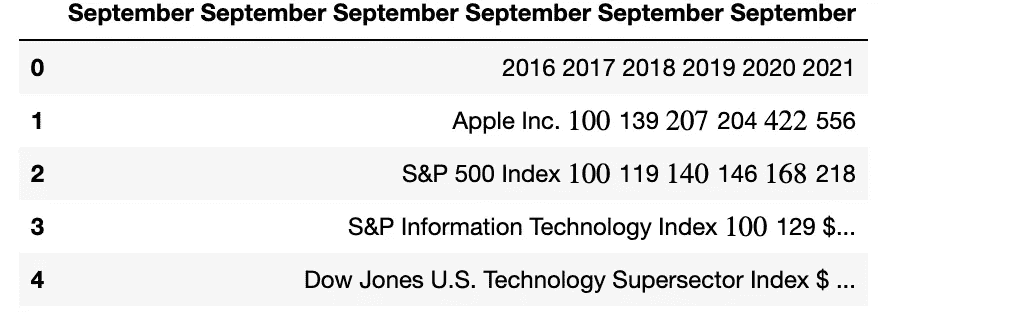 September September September September September September
0 2016 2017 2018 2019 2020 2021
1 Apple Inc. 100 139 207 204 422 556
2 S&P 500 Index 100 119 140 146 168 218
3 S&P Information Technology Index 100 129 $...
4 Dow Jones U.S. Technology Supersector Index $ ...